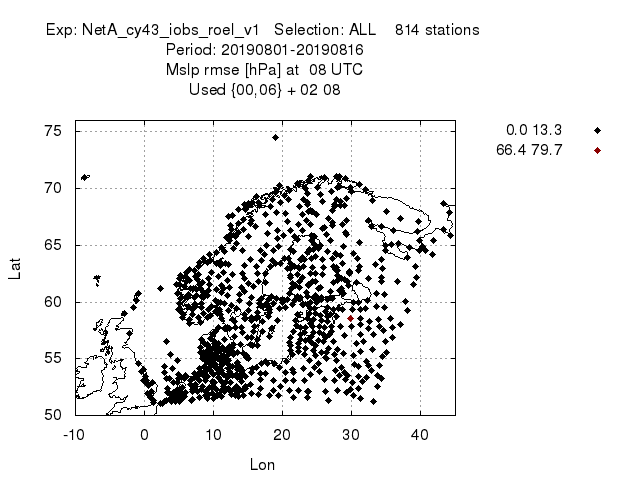 Exp: NetA_cy43_iobs_roel_v1   Selection: ALL    814 stations
Period: 20190801-20190816
Mslp rmse [hPa] at  08 UTC
Used {00,06} + 02 08
0.0 13.3
66.4 79.7
75
70
65
60
55
50
Lat
-10 0 10 20 30 40
Lon